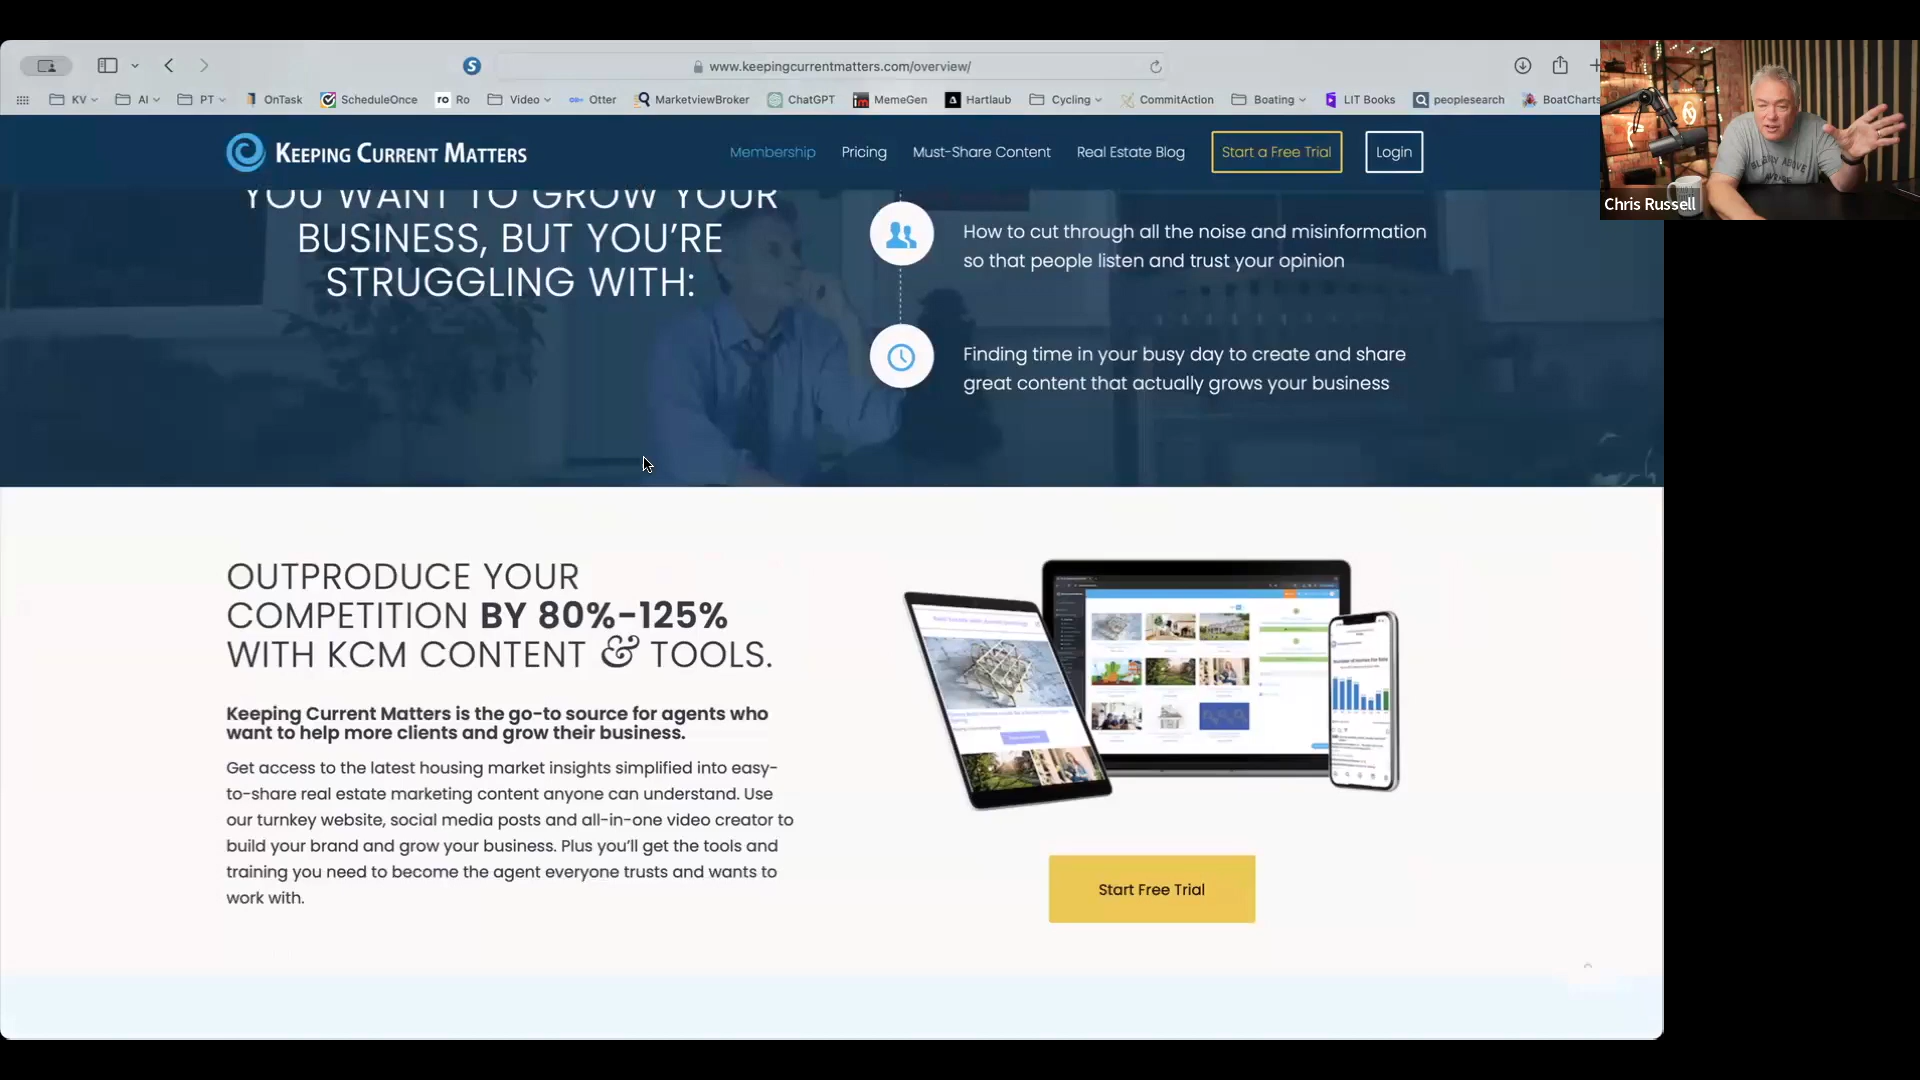 www.keepingcurrentmatters.com/overview/
KV
AI
PT
OnTask
ScheduleOnce
ro Ro
Video
Otter
MarketviewBroker
ChatGPT
im MemeGen
Hartlaub
Cycling
CommitAction
Boating
LIT Books
peoplesearch
BoatCharts
Chris Russell
KEEPING CURRENT MATTERS
Membership
Pricing
Must-Share Content
Real Estate Blog
Start a Free Trial
Login
YOU WANT TO GROW YOUR
BUSINESS, BUT YOU'RE
STRUGGLING WITH:
How to cut through all the noise and misinformation
so that people listen and trust your opinion
Finding time in your busy day to create and share
great content that actually grows your business
OUTPRODUCE YOUR
COMPETITION BY 80%-125%
WITH KCM CONTENT & TOOLS.
Keeping Current Matters is the go-to source for agents who
want to help more clients and grow their business.
Get access to the latest housing market insights simplified into easy-
to-share real estate marketing content anyone can understand. Use
our turnkey website, social media posts and all-in-one video creator to
build your brand and grow your business. Plus you'll get the tools and
training you need to become the agent everyone trusts and wants to
work with.
Start Free Trial